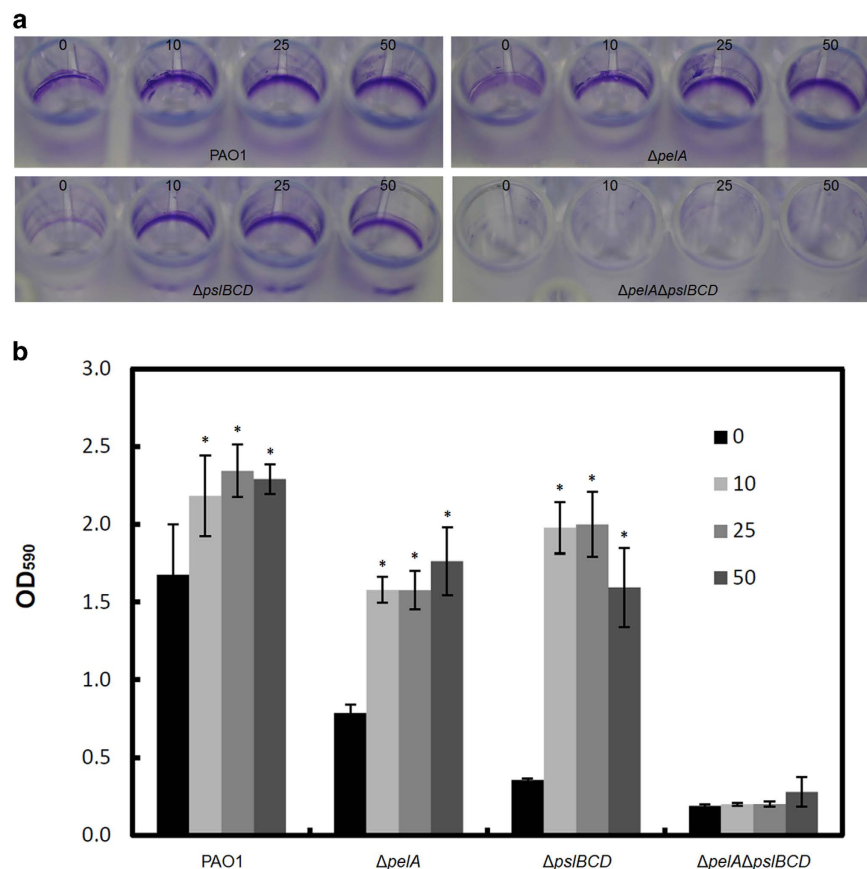 a
0 10 25 50
PAO1
0 10 25 50
ΔpelA
0 10 25 50
ΔpslBCD
0 10 25 50
ΔpelAΔpslBCD
b
OD590
3.0
2.5
2.0
1.5
1.0
0.5
0.0
* * *
* * *
* * *
0
10
25
50
PAO1 ΔpelA ΔpslBCD ΔpelAΔpslBCD